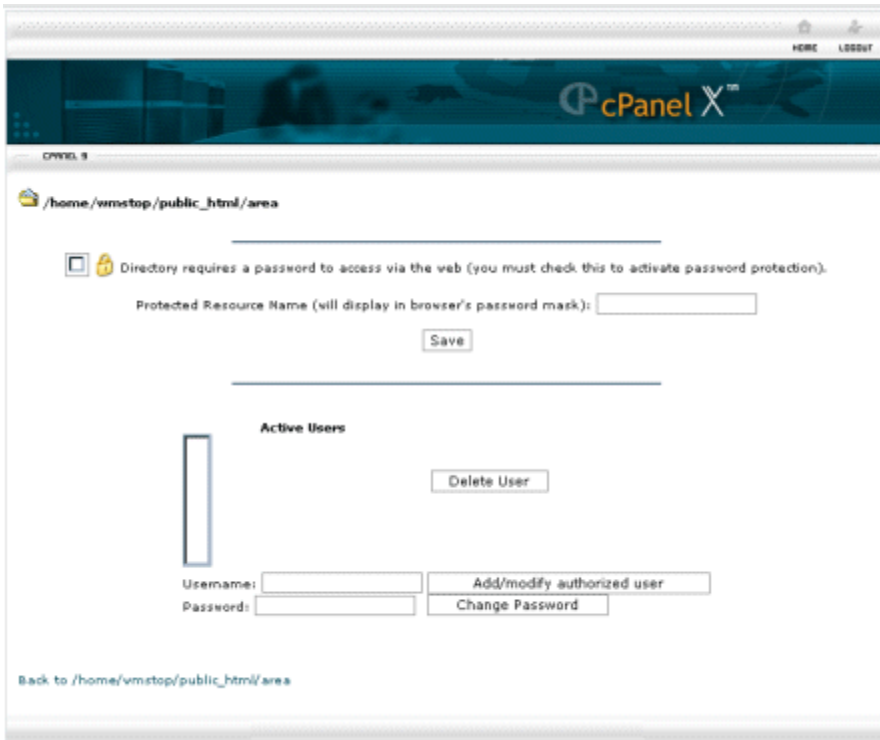 HOME LOGOUT
cPanel X™
CPANEL 9
/home/wmstop/public_html/area
Directory requires a password to access via the web (you must check this to activate password protection).
Protected Resource Name (will display in browser's password mask):
Save
Active Users
Delete User
Username: Add/modify authorized user
Password: Change Password
Back to /home/wmstop/public_html/area